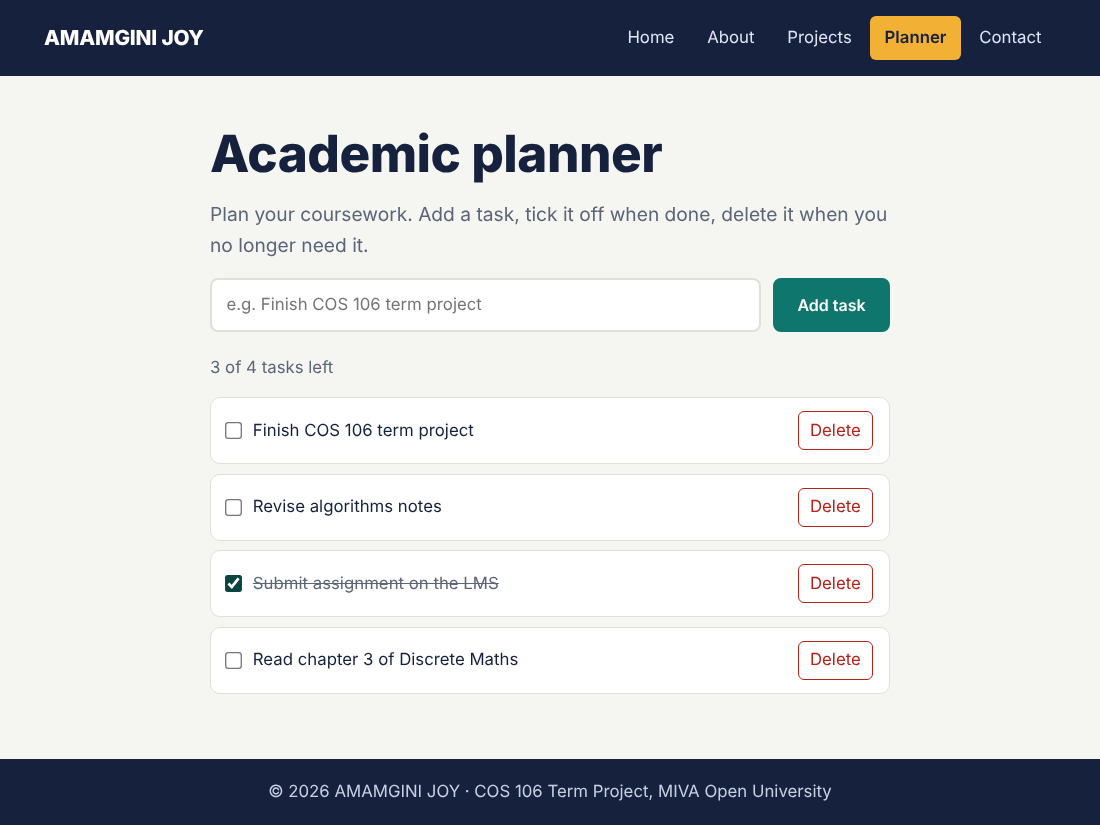 AMAMGINI JOY
Home About Projects Planner Contact
Academic planner
Plan your coursework. Add a task, tick it off when done, delete it when you
no longer need it.
e.g. Finish COS 106 term project
Add task
3 of 4 tasks left
Finish COS 106 term project Delete
Revise algorithms notes Delete
Submit assignment on the LMS Delete
Read chapter 3 of Discrete Maths Delete
© 2026 AMAMGINI JOY · COS 106 Term Project, MIVA Open University